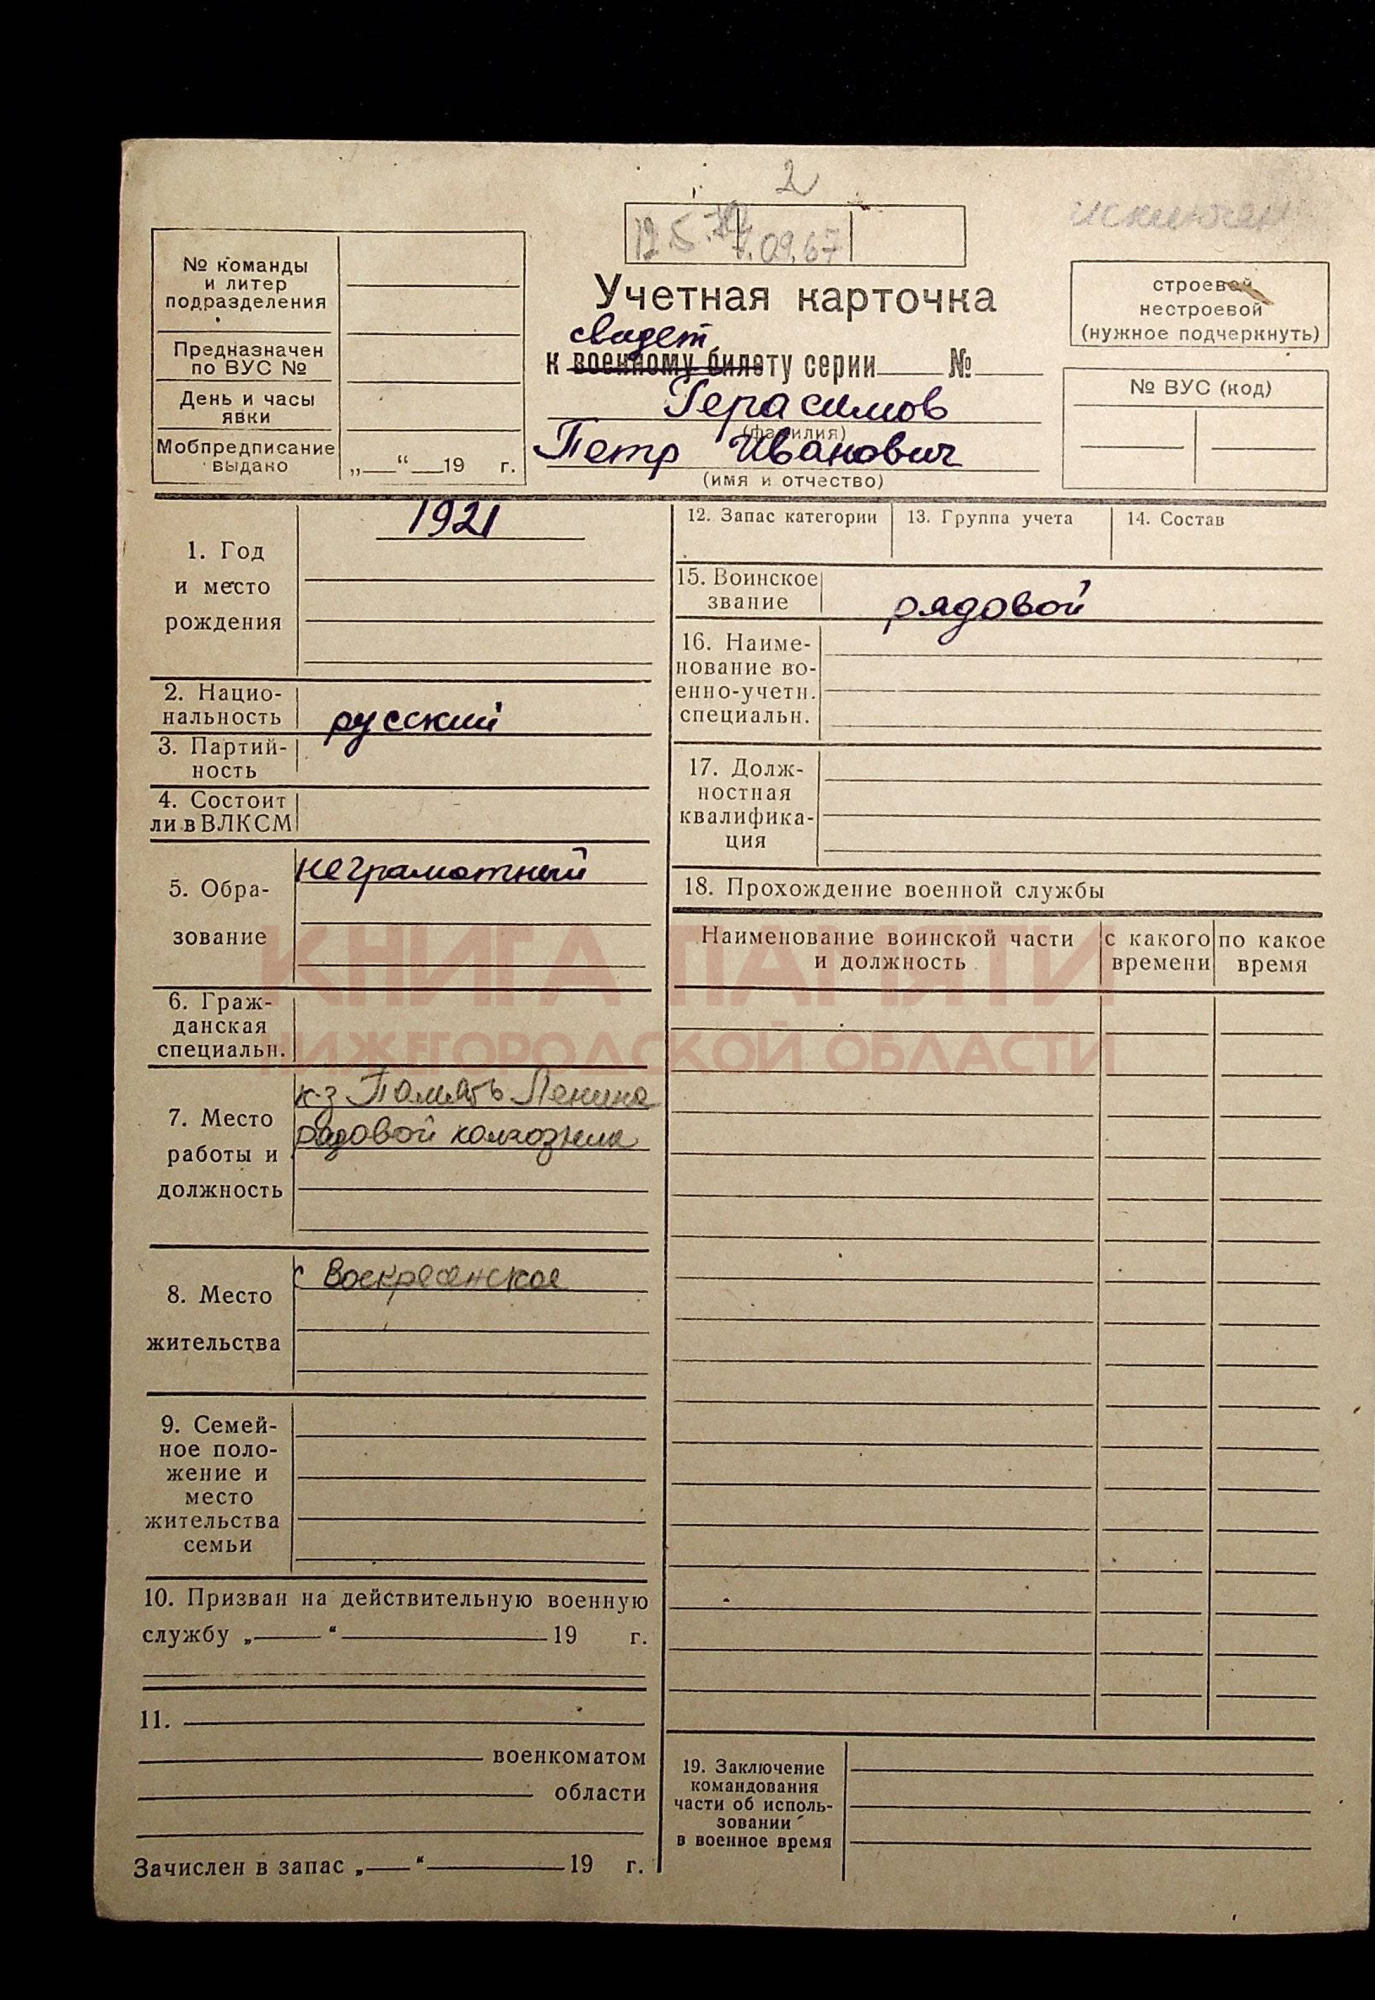 2
исключен
12.5.
7.09.67
№ команды
и литер
подразделения
Предназначен
по ВУС №
День и часы
явки
Мобпредписание
выдано
„ “ 19 г.
Учетная карточка
свидет.
к военному билету серии №
Герасимов
(фамилия)
Петр Иванович
(имя и отчество)
строевой
нестроевой
(нужное подчеркнуть)
№ ВУС (код)
1. Год
и место
рождения
1921
2. Нацио-
нальность
русский
3. Партий-
ность
4. Состоит
ли в ВЛКСМ
5. Обра-
зование
неграмотный
6. Граж-
данская
специальн.
7. Место
работы и
должность
к-з Память Ленина
рядовой колхозник
8. Место
жительства
с Воскресенское
9. Семей-
ное поло-
жение и
место
жительства
семьи
10. Призван на действительную военную
службу „ “ 19 г.
11.
военкоматом
области
Зачислен в запас „ “ 19 г.
12. Запас категории
13. Группа учета
14. Состав
15. Воинское
звание
рядовой
16. Наиме-
нование во-
енно-учетн.
специальн.
17. Долж-
ностная
квалифика-
ция
18. Прохождение военной службы
Наименование воинской части
и должность
с какого
времени
по какое
время
19. Заключение
командования
части об исполь-
зовании
в военное время
КНИГА ПАМЯТИ
НИЖЕГОРОДСКОЙ ОБЛАСТИ